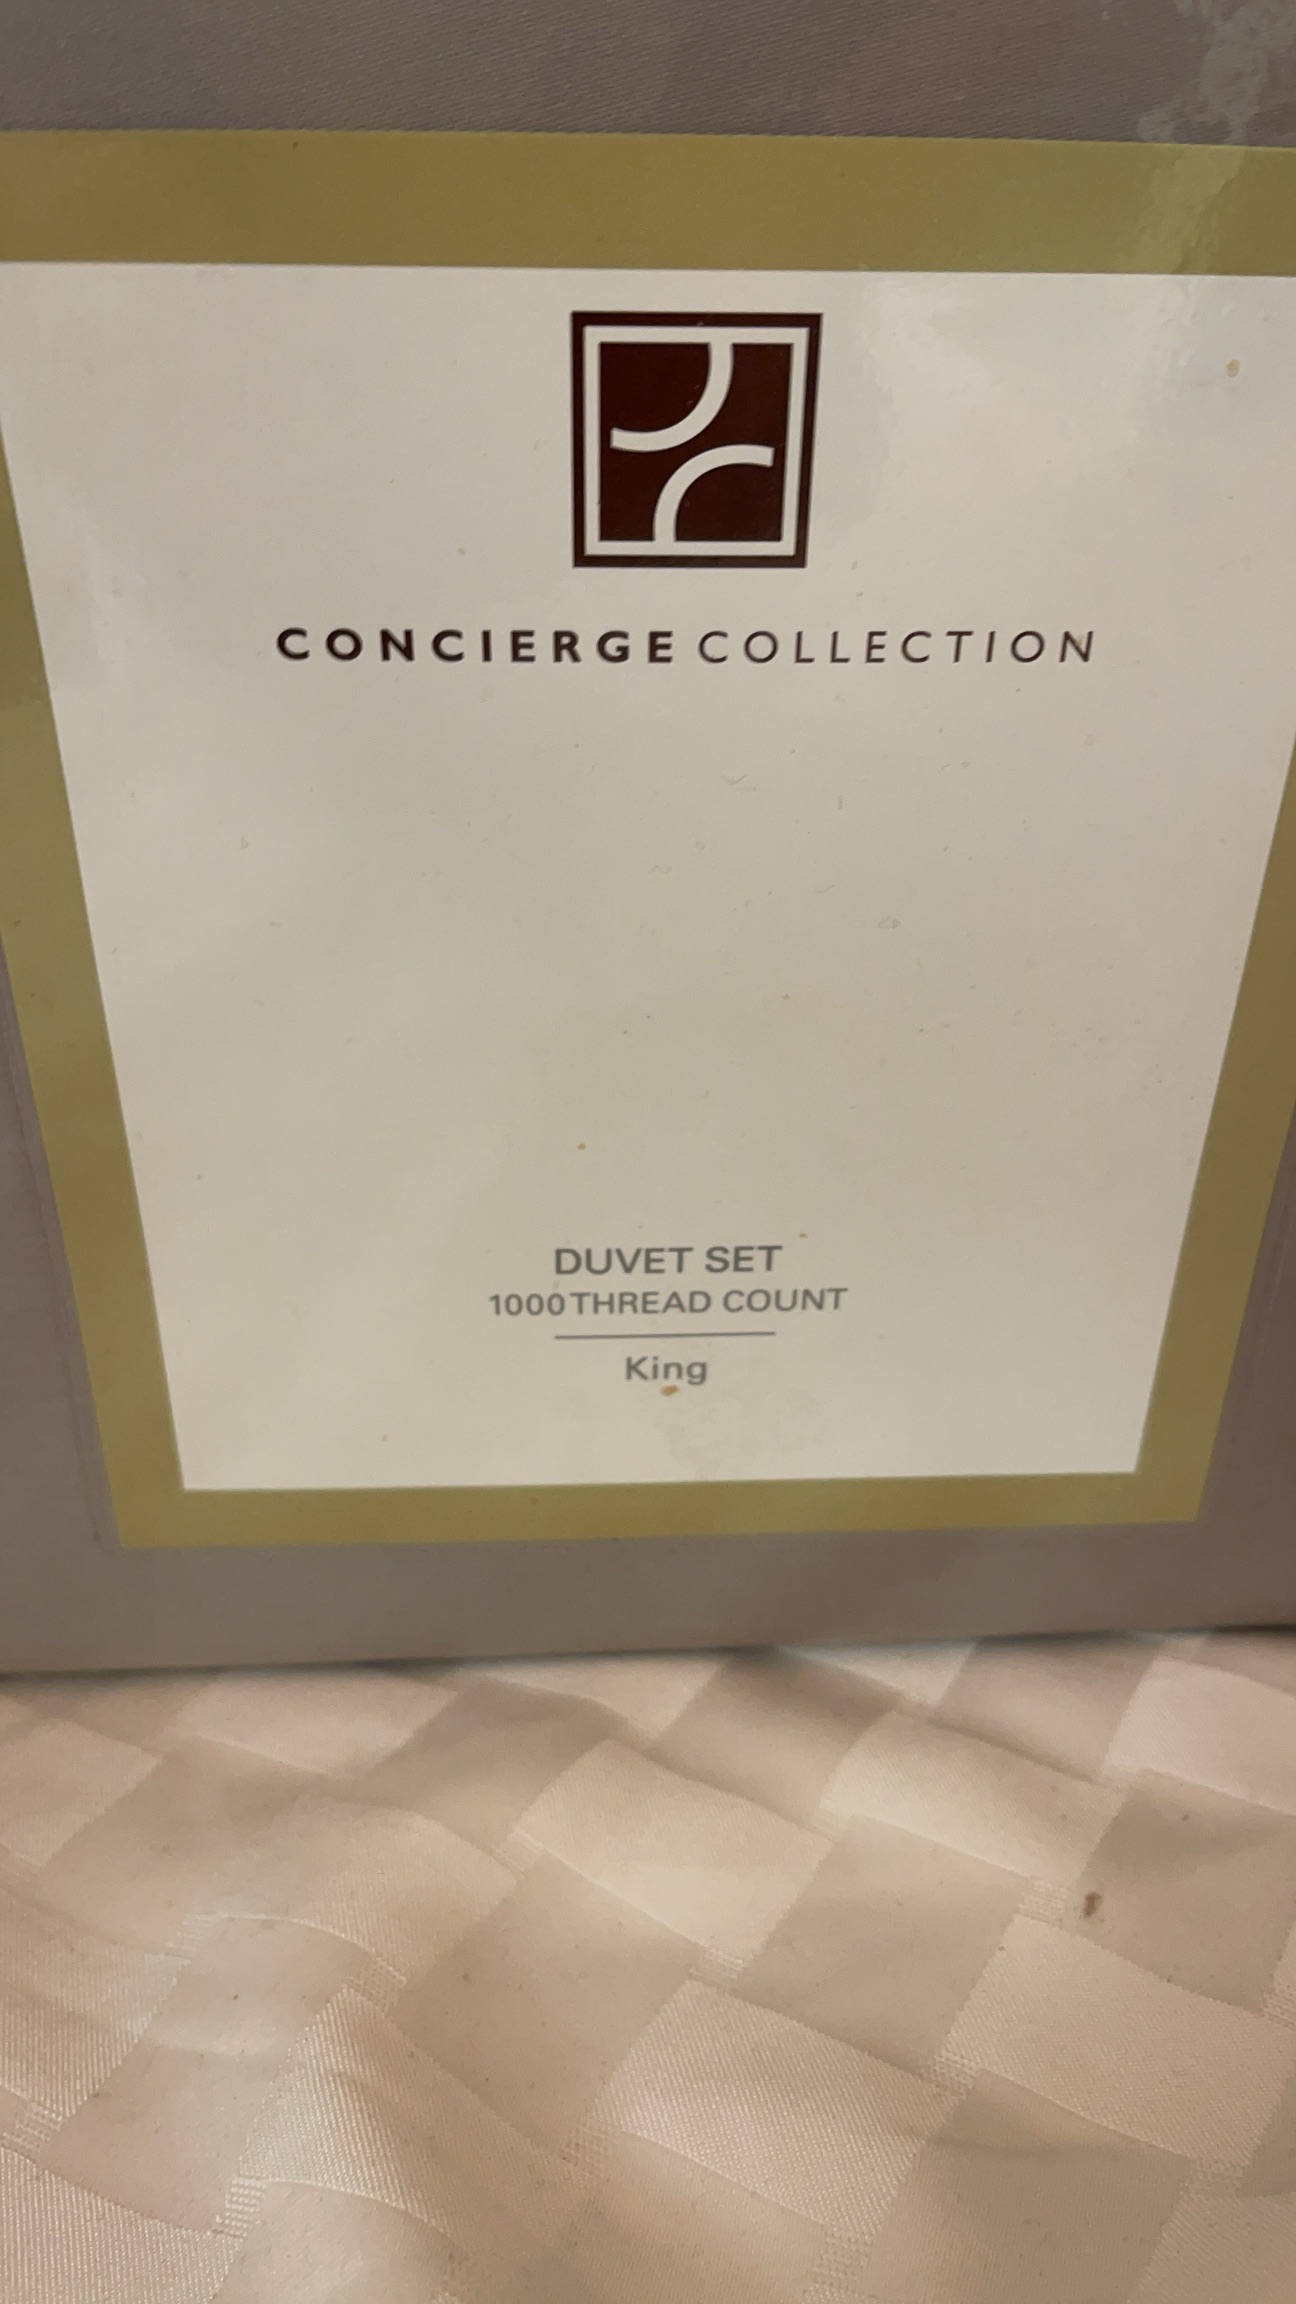 CONCIERGE COLLECTION
DUVET SET
1000 THREAD COUNT
King